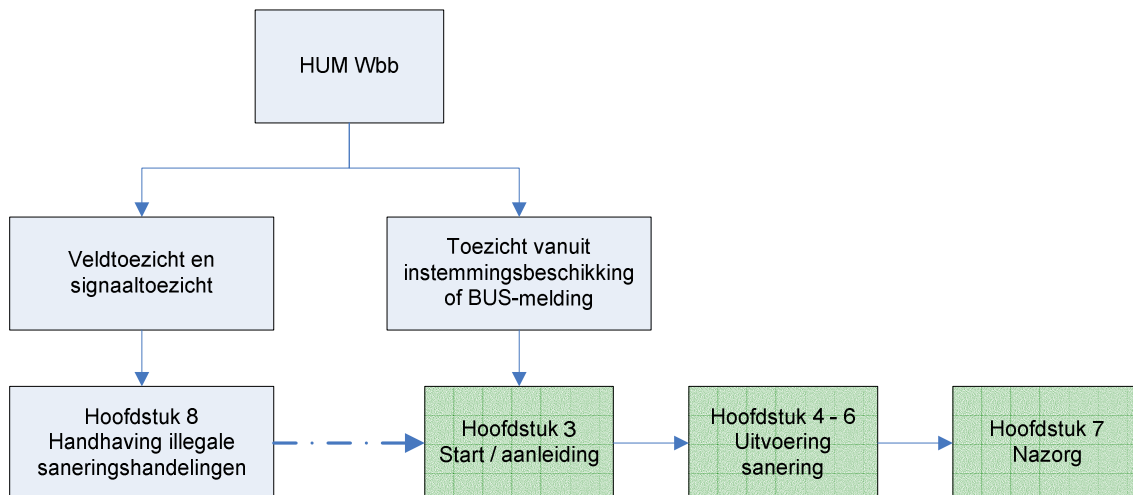 HUM Wbb
Veldtoezicht en
signaaltoezicht
Toezicht vanuit
instemmingsbeschikking
of BUS-melding
Hoofdstuk 8
Handhaving illegale
saneringshandelingen
Hoofdstuk 3
Start / aanleiding
Hoofdstuk 4 - 6
Uitvoering
sanering
Hoofdstuk 7
Nazorg